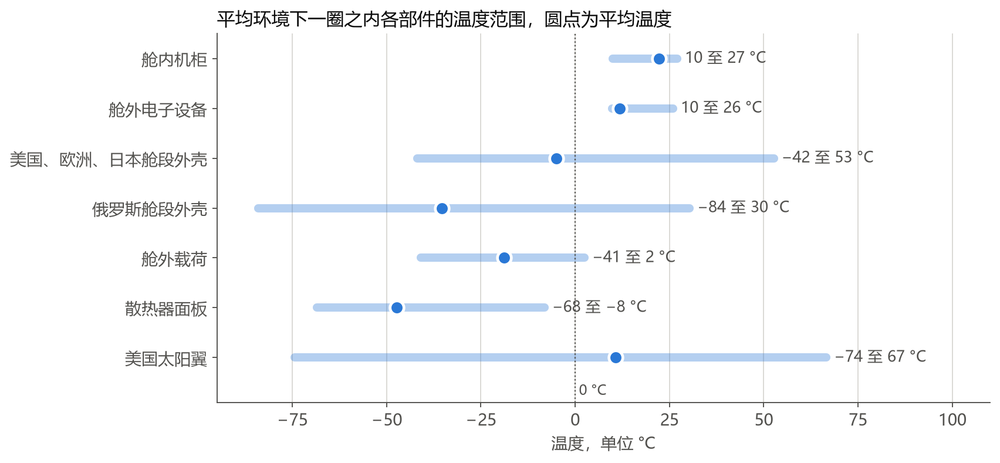 平均环境下一圈之内各部件的温度范围，圆点为平均温度
舱内机柜
10 至 27 °C
舱外电子设备
10 至 26 °C
美国、欧洲、日本舱段外壳
−42 至 53 °C
俄罗斯舱段外壳
−84 至 30 °C
舱外载荷
−41 至 2 °C
散热器面板
−68 至 −8 °C
美国太阳翼
−74 至 67 °C
0 °C
−75 −50 −25 0 25 50 75 100
温度，单位 °C